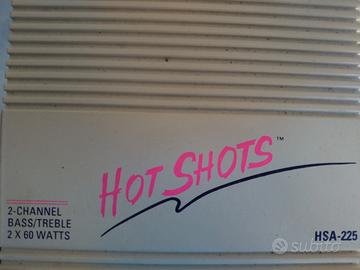 HOT SHOTS™
2-CHANNEL
BASS/TREBLE
2 X 60 WATTS
HSA-225
subito